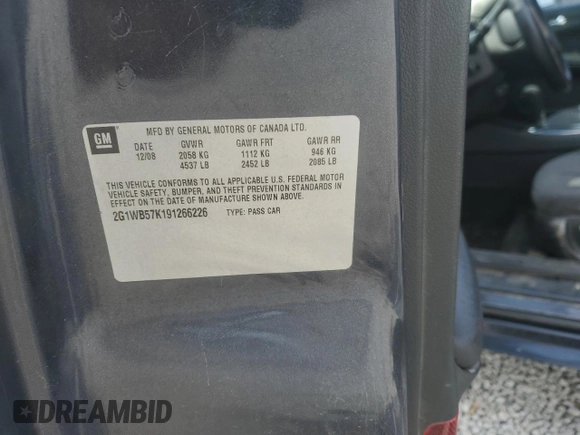 GM
MFD BY GENERAL MOTORS OF CANADA LTD.
DATE GVWR GAWR FRT GAWR RR
12/08 2058 KG 1112 KG 946 KG
4537 LB 2452 LB 2085 LB
THIS VEHICLE CONFORMS TO ALL APPLICABLE U.S. FEDERAL MOTOR
VEHICLE SAFETY, BUMPER, AND THEFT PREVENTION STANDARDS IN
EFFECT ON THE DATE OF MANUFACTURE SHOWN ABOVE.
2G1WB57K191266226 TYPE: PASS CAR
DREAMBID